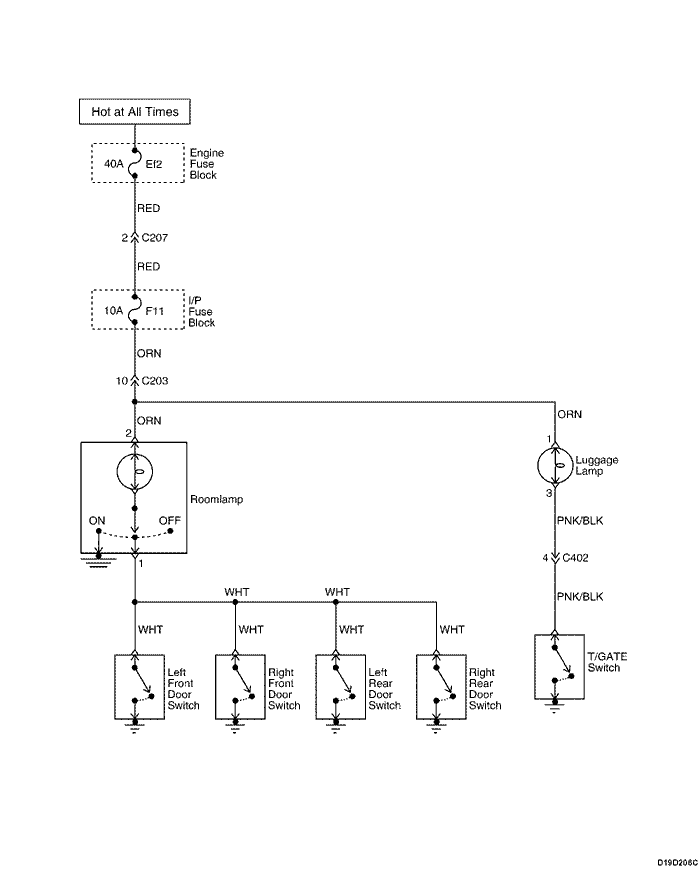 Hot at All Times
40A Ef2
Engine
Fuse
Block
RED
2 C207
RED
10A F11
I/P
Fuse
Block
ORN
10 C203
ORN
ORN
2
1
Luggage
Lamp
3
Roomlamp
ON OFF
PNK/BLK
1
4 C402
WHT WHT
PNK/BLK
WHT WHT WHT WHT
T/GATE
Switch
Left
Front
Door
Switch
Right
Front
Door
Switch
Left
Rear
Door
Switch
Right
Rear
Door
Switch
D19D206C